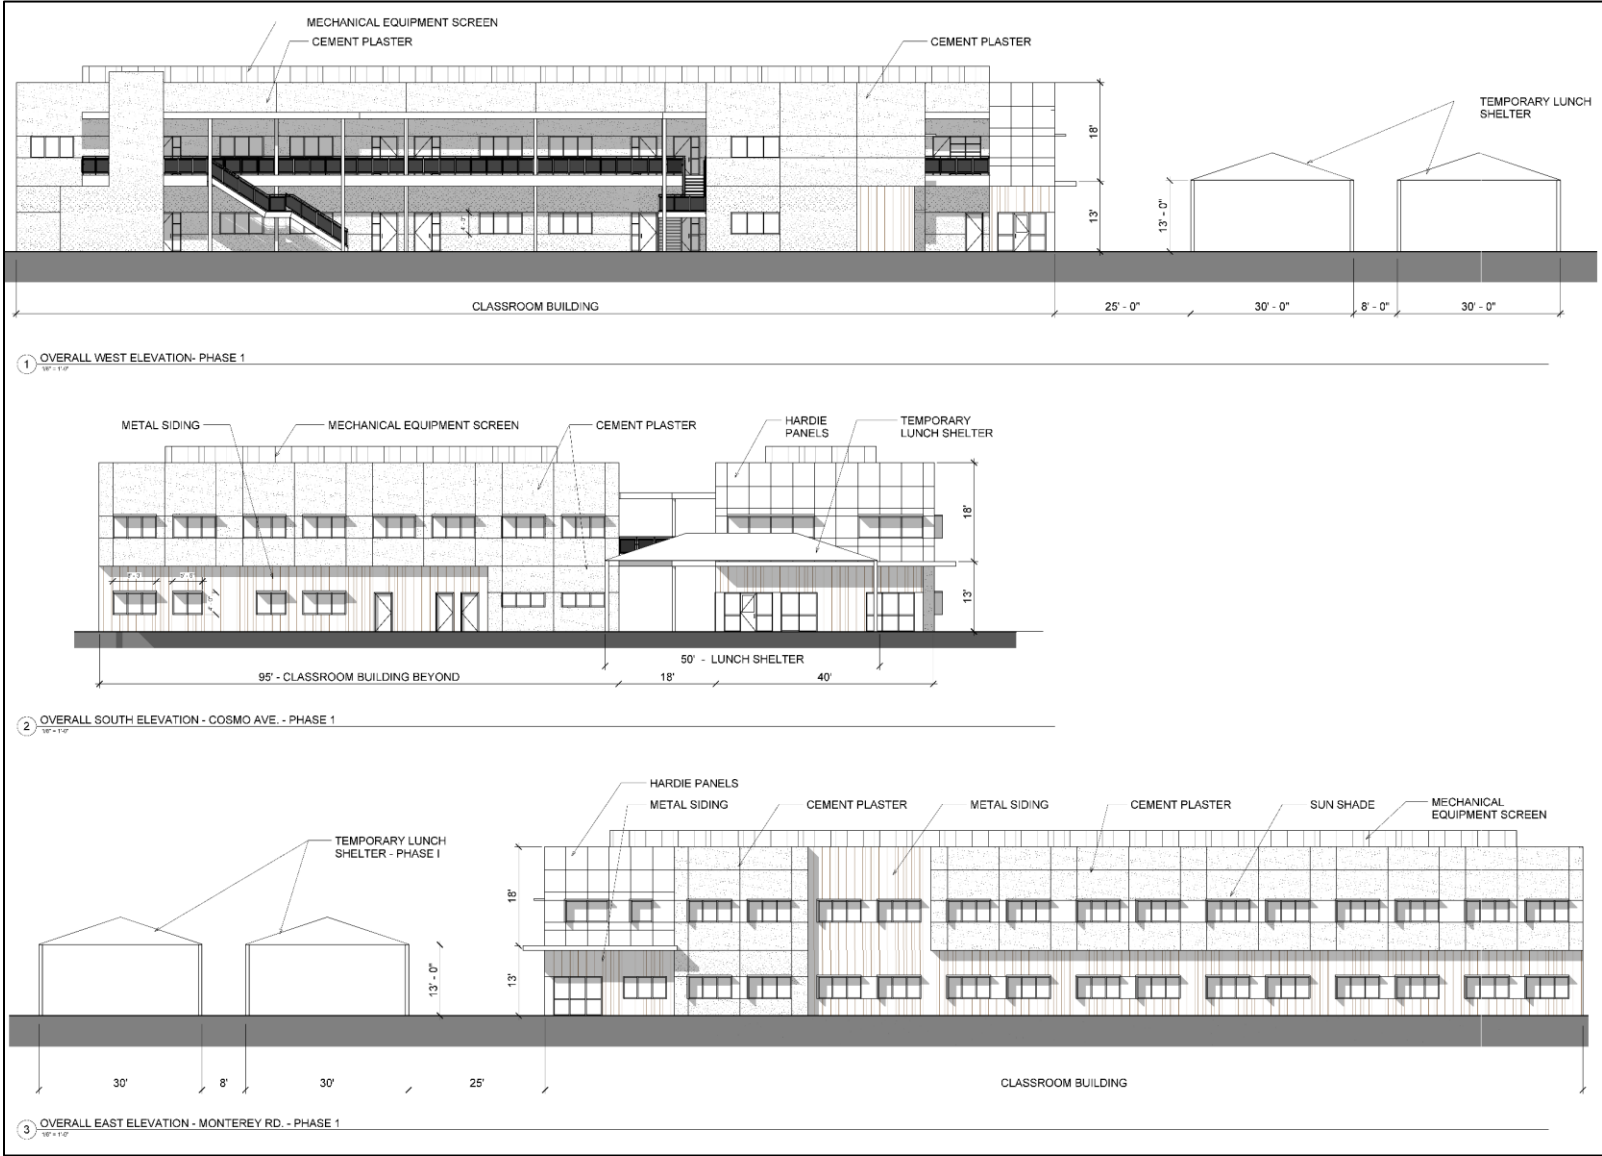 MECHANICAL EQUIPMENT SCREEN
CEMENT PLASTER
CEMENT PLASTER
TEMPORARY LUNCH
SHELTER
18'
13'
13' - 0"
CLASSROOM BUILDING
25' - 0"
30' - 0"
8' - 0"
30' - 0"
1
OVERALL WEST ELEVATION- PHASE 1
METAL SIDING
MECHANICAL EQUIPMENT SCREEN
CEMENT PLASTER
HARDIE
PANELS
TEMPORARY
LUNCH SHELTER
18'
13'
50' - LUNCH SHELTER
95' - CLASSROOM BUILDING BEYOND
18'
40'
2
OVERALL SOUTH ELEVATION - COSMO AVE. - PHASE 1
HARDIE PANELS
METAL SIDING
CEMENT PLASTER
METAL SIDING
CEMENT PLASTER
SUN SHADE
MECHANICAL
EQUIPMENT SCREEN
TEMPORARY LUNCH
SHELTER - PHASE I
18'
13' - 0"
13'
30'
8'
30'
25'
CLASSROOM BUILDING
3
OVERALL EAST ELEVATION - MONTEREY RD. - PHASE 1